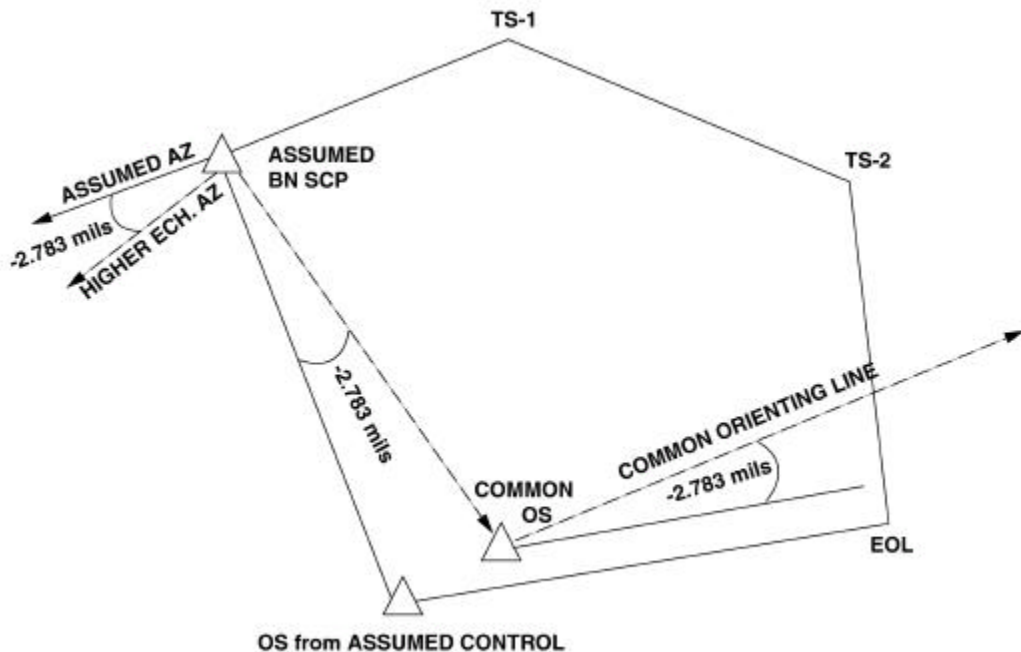 TS-1
ASSUMED AZ
ASSUMED
BN SCP
TS-2
-2.783 mils
HIGHER ECH. AZ
-2.783 mils
COMMON ORIENTING LINE
-2.783 mils
COMMON
OS
EOL
OS from ASSUMED CONTROL